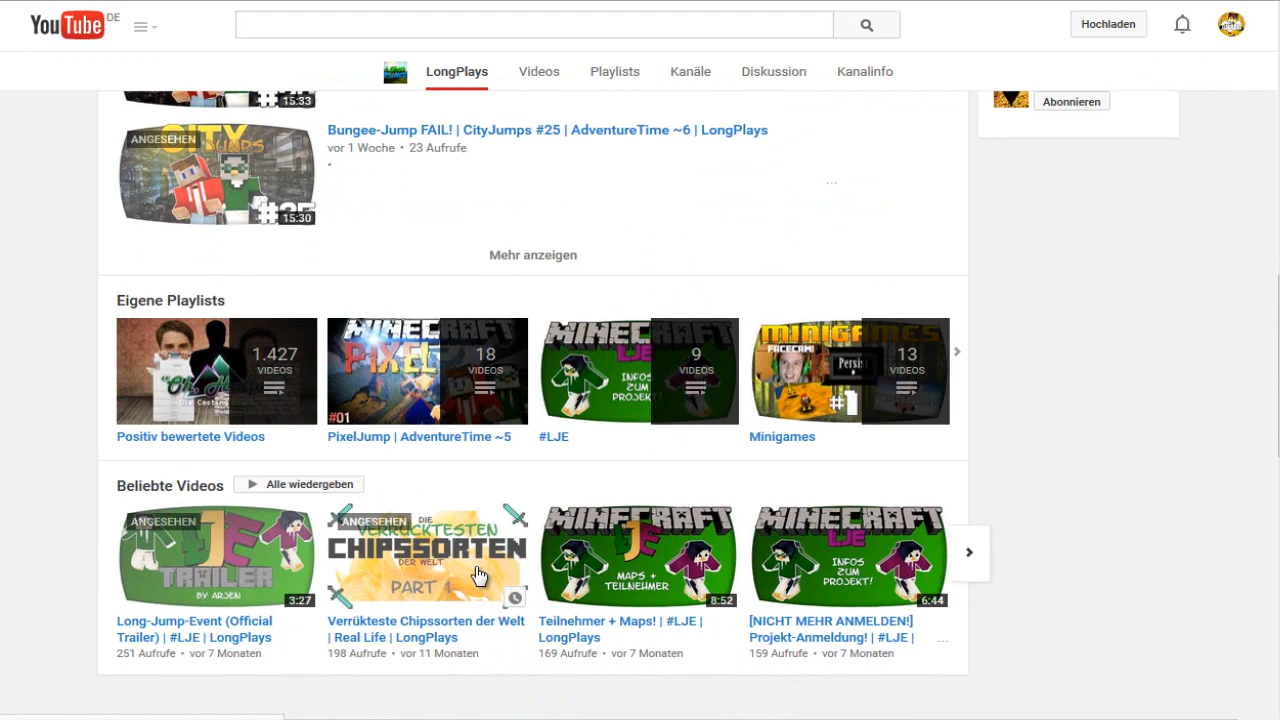 YouTube DE
Hochladen
LongPlays Videos Playlists Kanäle Diskussion Kanalinfo
15:33
Abonnieren
ANGESEHEN
CITY
JUMPS
15:30
Bungee-Jump FAIL! | CityJumps #25 | AdventureTime ~6 | LongPlays
vor 1 Woche • 23 Aufrufe
...
Mehr anzeigen
Eigene Playlists
1.427
VIDEOS
MINECRAFT
PIXEL
#01
18
VIDEOS
MINECRAFT
LJE
INFOS
ZUM
PROJEKT!
9
VIDEOS
MINIGAMES
FACECAM!
#1
13
VIDEOS
Positiv bewertete Videos
PixelJump | AdventureTime ~5
#LJE
Minigames
Beliebte Videos
Alle wiedergeben
ANGESEHEN
LJE
TRAILER
BY ARJEN
3:27
ANGESEHEN
DIE
VERRÜCKTESTEN
CHIPSSORTEN
DER WELT
PART 1
MINECRAFT
LJE
MAPS +
TEILNEHMER
8:52
MINECRAFT
LJE
INFOS
ZUM
PROJEKT!
6:44
Long-Jump-Event (Official
Trailer) | #LJE | LongPlays
251 Aufrufe • vor 7 Monaten
Verrükteste Chipssorten der Welt
| Real Life | LongPlays
198 Aufrufe • vor 11 Monaten
Teilnehmer + Maps! | #LJE |
LongPlays
169 Aufrufe • vor 7 Monaten
[NICHT MEHR ANMELDEN!]
Projekt-Anmeldung! | #LJE | ...
159 Aufrufe • vor 7 Monaten